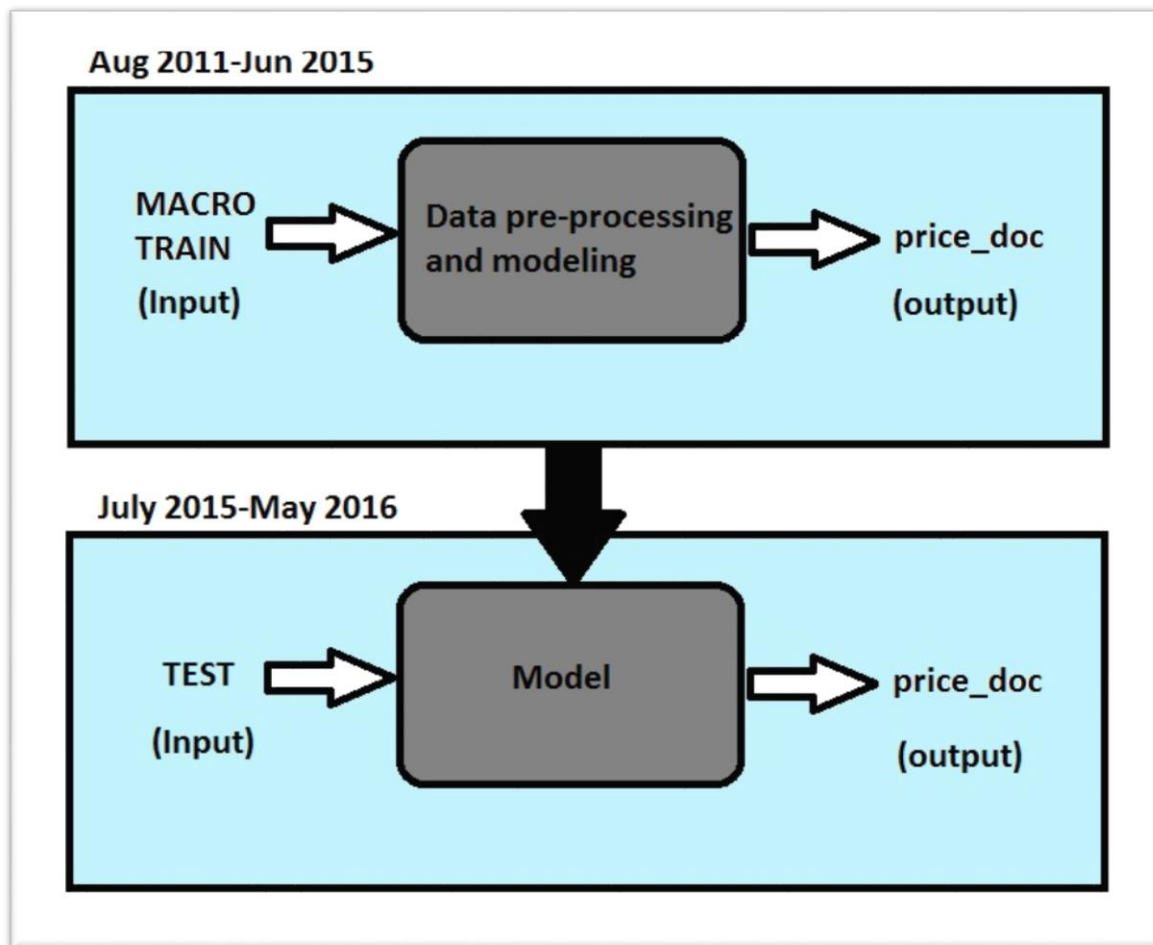 Aug 2011-Jun 2015
MACRO
TRAIN
(Input)
Data pre-processing
and modeling
price_doc
(output)
July 2015-May 2016
TEST
(Input)
Model
price_doc
(output)